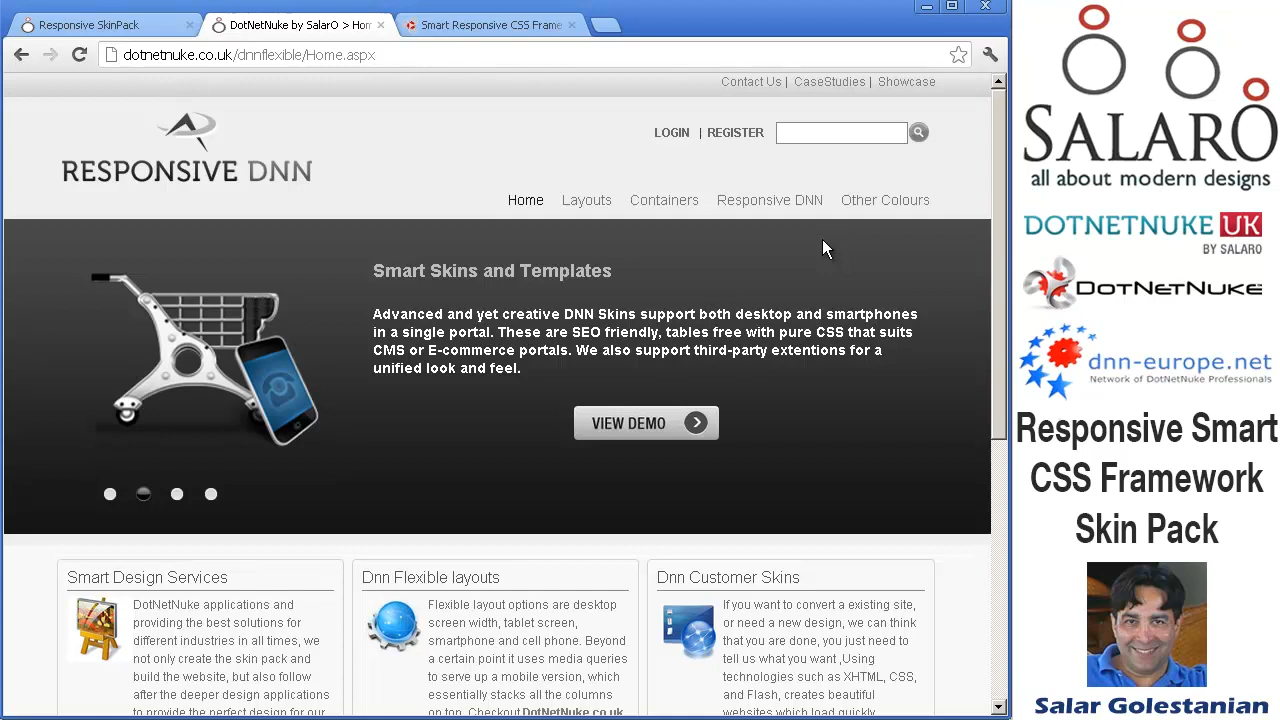 Responsive SkinPack
DotNetNuke by SalarO > Hom
Smart Responsive CSS Frame
dotnetnuke.co.uk/dnnflexible/Home.aspx
Contact Us | CaseStudies | Showcase
RESPONSIVE DNN
LOGIN | REGISTER
Home Layouts Containers Responsive DNN Other Colours
Smart Skins and Templates
Advanced and yet creative DNN Skins support both desktop and smartphones
in a single portal. These are SEO friendly, tables free with pure CSS that suits
CMS or E-commerce portals. We also support third-party extentions for a
unified look and feel.
VIEW DEMO
Smart Design Services
DotNetNuke applications and
providing the best solutions for
different industries in all times, we
not only create the skin pack and
build the website, but also follow
after the deeper design applications
to provide the perfect design for our
Dnn Flexible layouts
Flexible layout options are desktop
screen width, tablet screen,
smartphone and cell phone. Beyond
a certain point it uses media queries
to serve up a mobile version, which
essentially stacks all the columns
up to. Checkout DotNetNuke.co.uk
Dnn Customer Skins
If you want to convert a existing site,
or need a new design, we can think
that you are done, you just need to
tell us what you want ,Using
technologies such as XHTML, CSS,
and Flash, creates beautiful
websites which load quickly
SALARO
all about modern designs
DOTNETNUKE UK
BY SALARO
DOTNETNUKE
dnn-europe.net
Network of DotNetNuke Professionals
Responsive Smart
CSS Framework
Skin Pack
Salar Golestanian